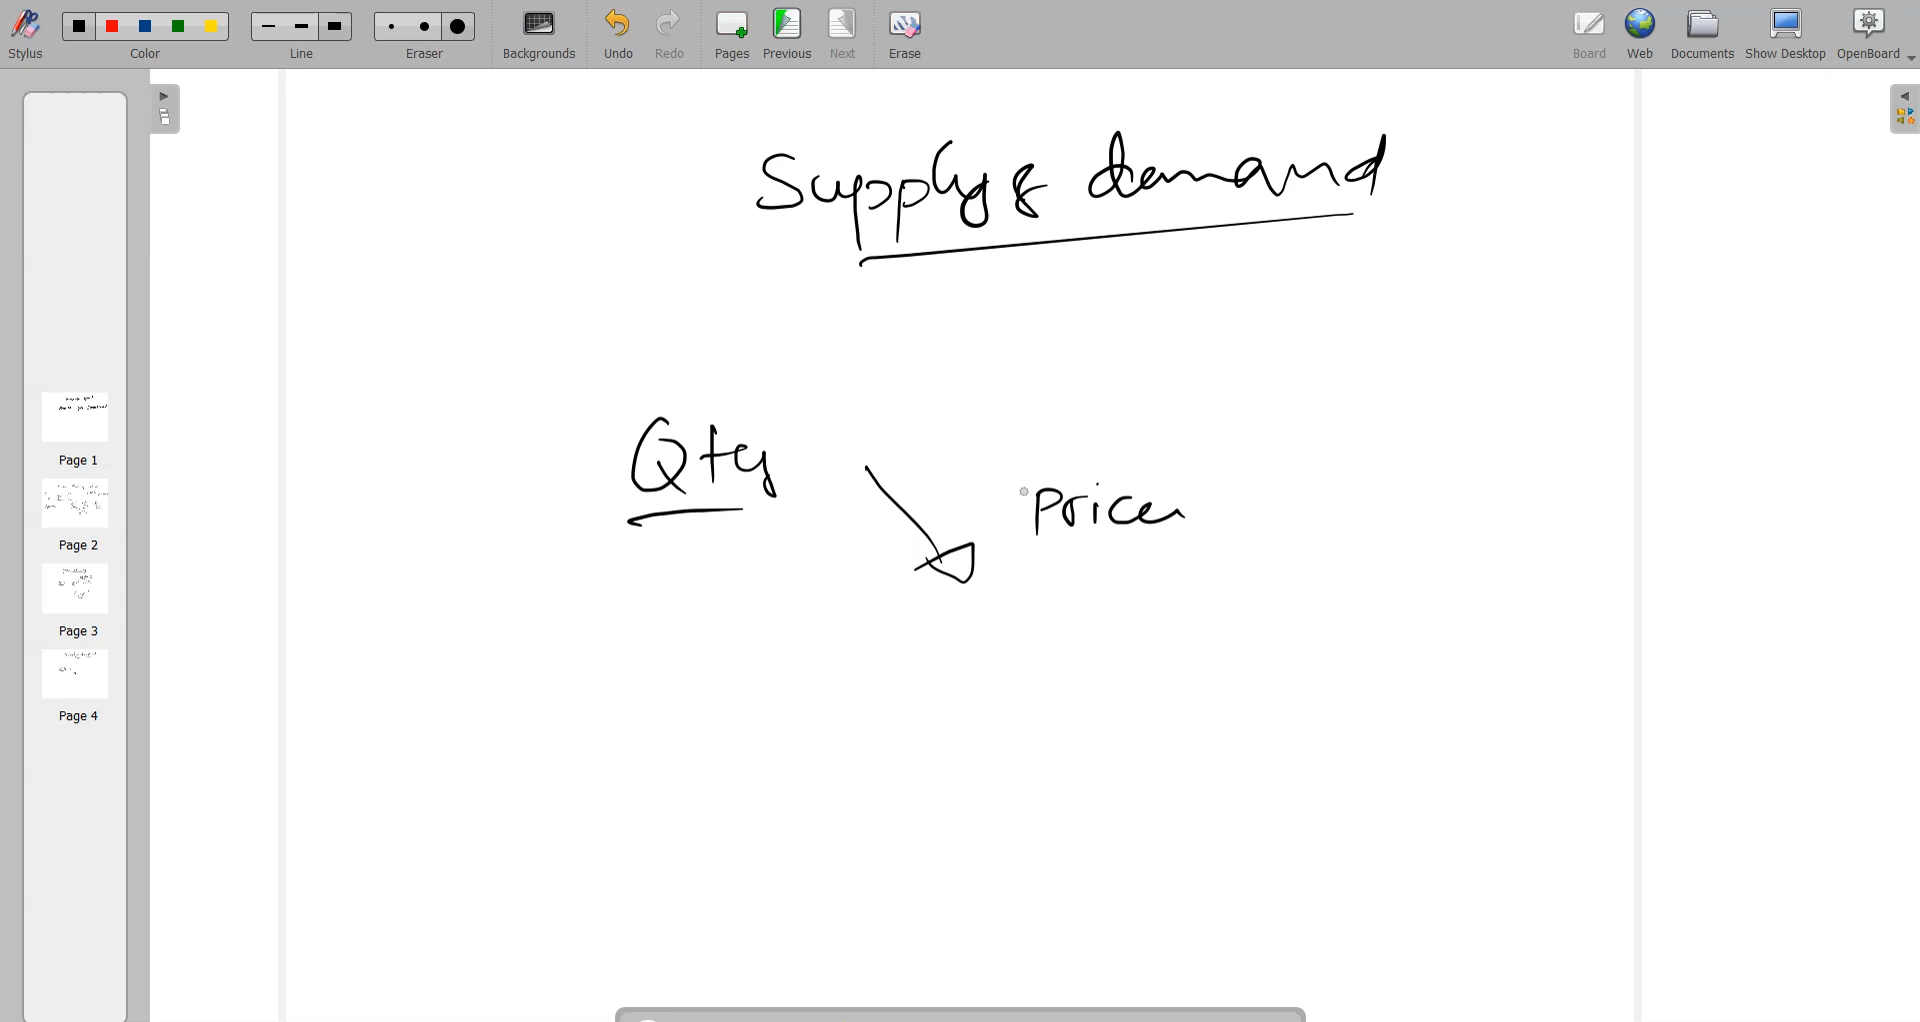 Stylus
Color
Line
Eraser
Backgrounds
Undo
Redo
Pages
Previous
Next
Erase
Board
Web
Documents
Show Desktop
OpenBoard
Supply & demand
Qty
Price
Page 1
Page 2
Page 3
Page 4